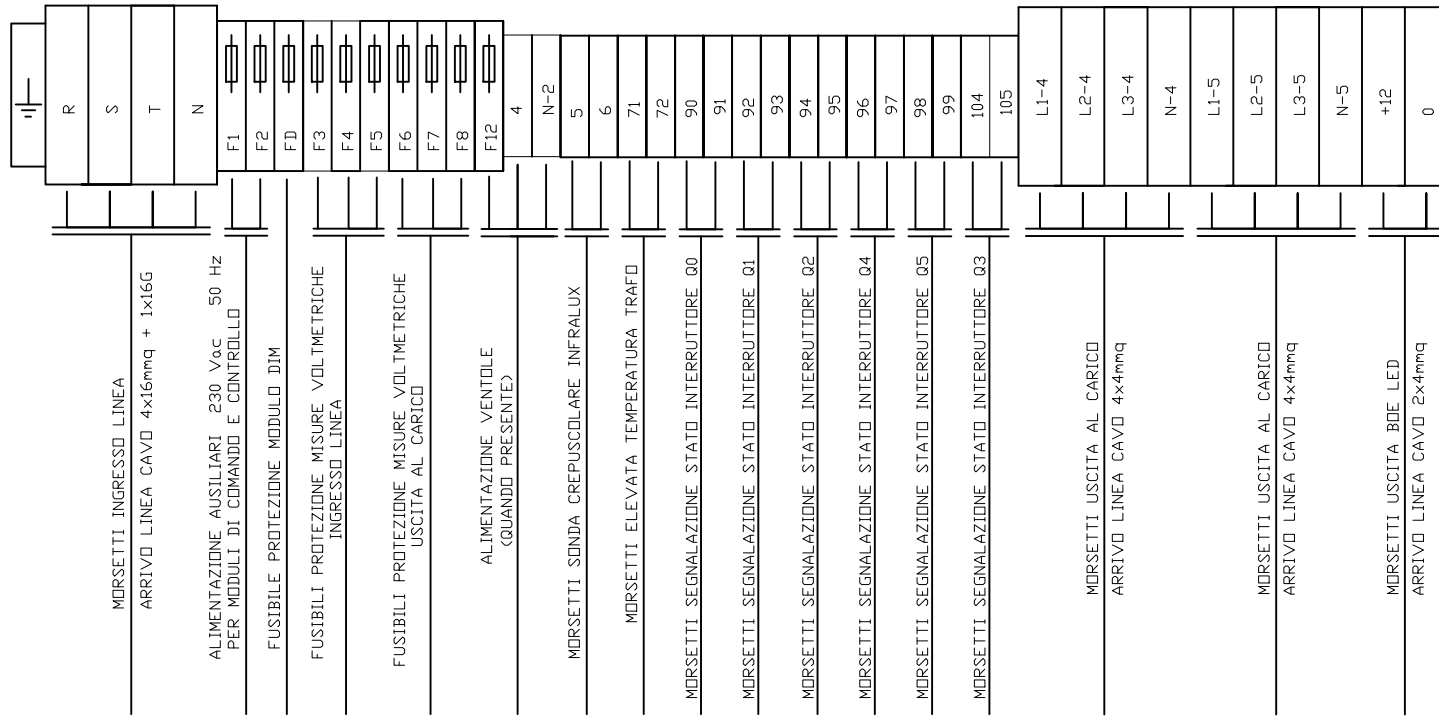 R
S
T
N
F1
F2
FD
F3
F4
F5
F6
F7
F8
F12
4
N-2
5
6
71
72
90
91
92
93
94
95
96
97
98
99
104
105
L1-4
L2-4
L3-4
N-4
L1-5
L2-5
L3-5
N-5
+12
0
MORSETTI INGRESSO LINEA
ARRIVO LINEA CAVO 4x16mmq + 1x16G
ALIMENTAZIONE AUSILIARI 230 Vac 50 Hz
PER MODULI DI COMANDO E CONTROLLO
FUSIBILE PROTEZIONE MODULO DIM
FUSIBILI PROTEZIONE MISURE VOLTMETRICHE
INGRESSO LINEA
FUSIBILI PROTEZIONE MISURE VOLTMETRICHE
USCITA AL CARICO
ALIMENTAZIONE VENTOLE
(QUANDO PRESENTE)
MORSETTI SONDA CREPUSCOLARE INFRALUX
MORSETTI ELEVATA TEMPERATURA TRAFO
MORSETTI SEGNALAZIONE STATO INTERRUTTORE Q0
MORSETTI SEGNALAZIONE STATO INTERRUTTORE Q1
MORSETTI SEGNALAZIONE STATO INTERRUTTORE Q2
MORSETTI SEGNALAZIONE STATO INTERRUTTORE Q4
MORSETTI SEGNALAZIONE STATO INTERRUTTORE Q5
MORSETTI SEGNALAZIONE STATO INTERRUTTORE Q3
MORSETTI USCITA AL CARICO
ARRIVO LINEA CAVO 4x4mmq
MORSETTI USCITA AL CARICO
ARRIVO LINEA CAVO 4x4mmq
MORSETTI USCITA BOE LED
ARRIVO LINEA CAVO 2x4mmq